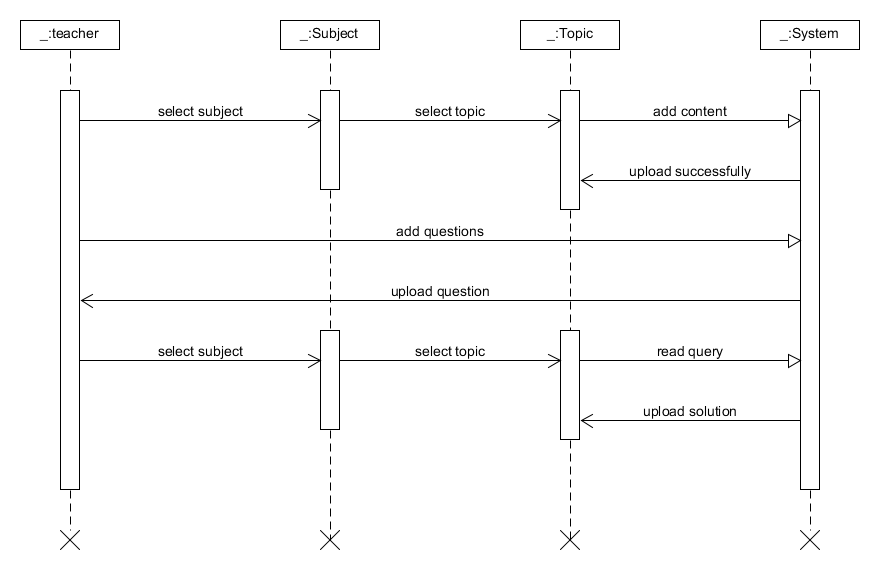 _:teacher
_:Subject
_:Topic
_:System
select subject
select topic
add content
upload successfully
add questions
upload question
select subject
select topic
read query
upload solution